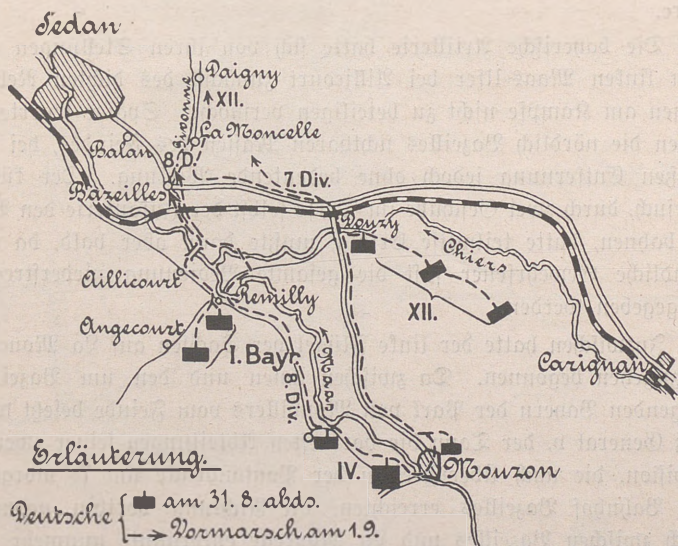 Sedan
Daigny
XII.
Givonne
La Moncelle
Balan
8. D.
Bazeilles
7. Div.
Douzy
Chiers
XII.
Aillicourt
Remilly
Angecourt
I. Bayr.
8. Div.
Maas
Carignan
IV.
Mouzon
Erläuterung.
Deutsche
am 31. 8. abds.
Vormarsch am 1.9.